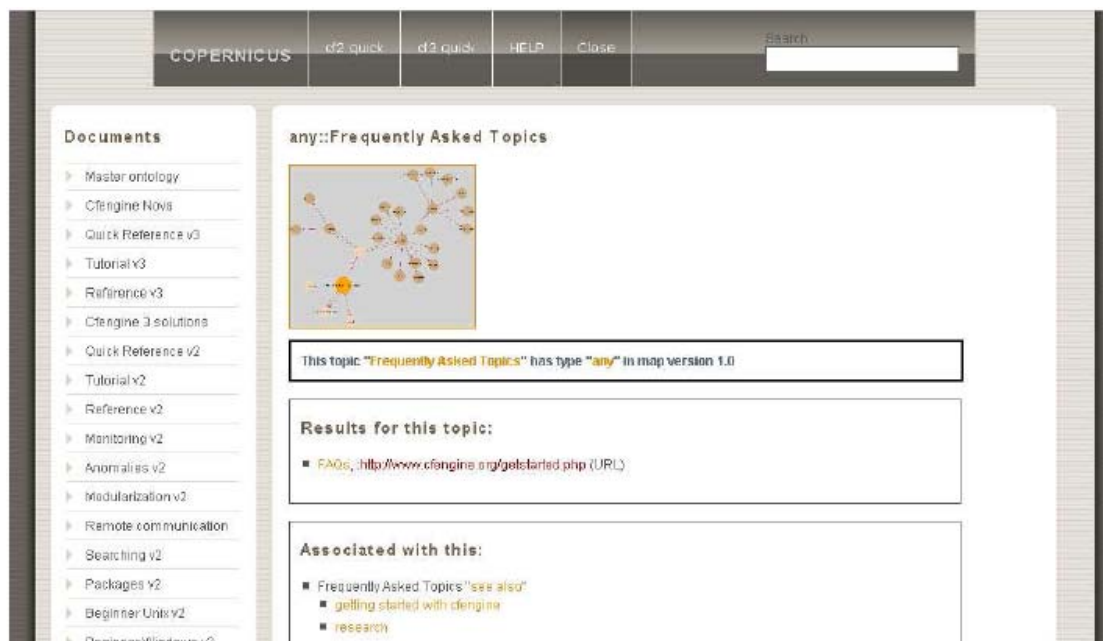 COPERNICUS
cf2 quick
cf3 quick
HELP
Close
Search
Documents
Master ontology
Cfengine Nova
Quick Reference v3
Tutorial v3
Reference v3
Cfengine 3 solutions
Quick Reference v2
Tutorial v2
Reference v2
Monitoring v2
Anomalies v2
Modularization v2
Remote communication
Searching v2
Packages v2
Beginner Unix v2
any::Frequently Asked Topics
This topic "Frequently Asked Topics" has type "any" in map version 1.0
Results for this topic:
FAQs, :http://www.cfengine.org/getstarted.php (URL)
Associated with this:
Frequently Asked Topics "see also"
getting started with cfengine
research